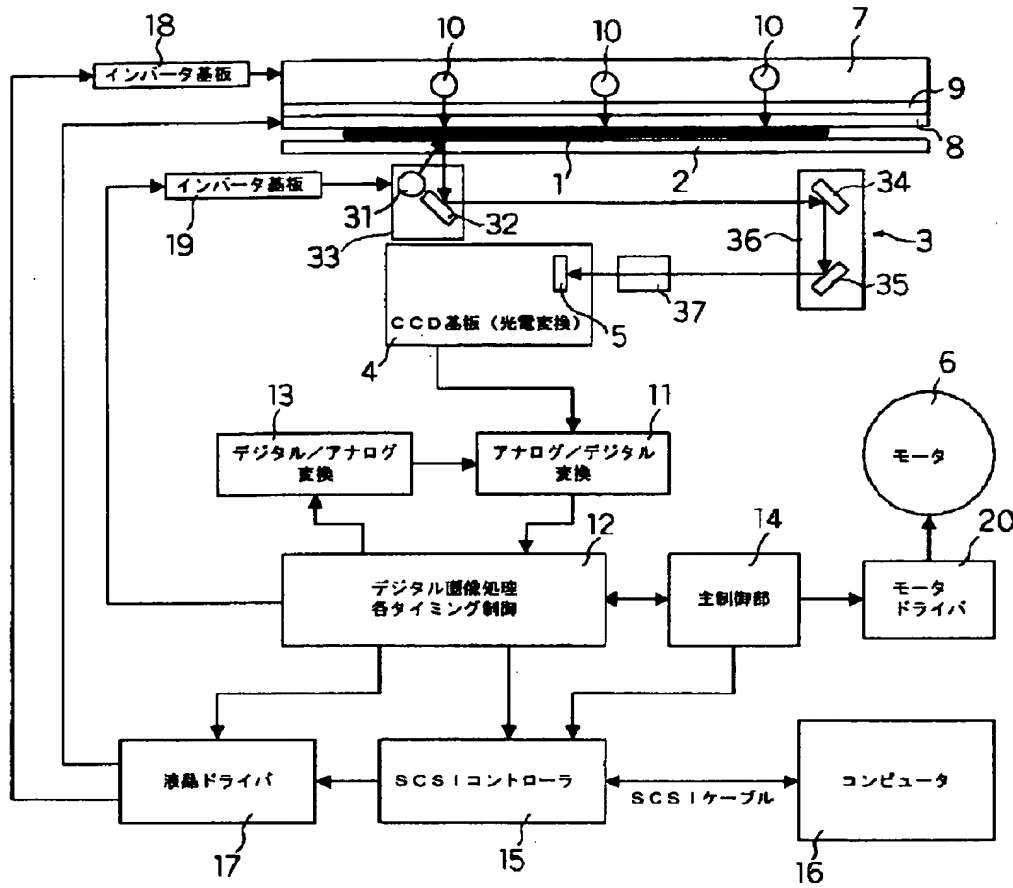 18
10
10
10
7
インバータ基板
9
8
インバータ基板
1
2
34
19
31
32
33
36
3
35
37
5
CCD基板(光電変換)
4
6
13
11
デジタル/アナログ
変換
アナログ/デジタル
変換
モータ
12
14
20
デジタル画像処理
各タイミング制御
主制御部
モータ
ドライバ
液晶ドライバ
SCSIコントローラ
SCSIケーブル
コンピュータ
17
15
16